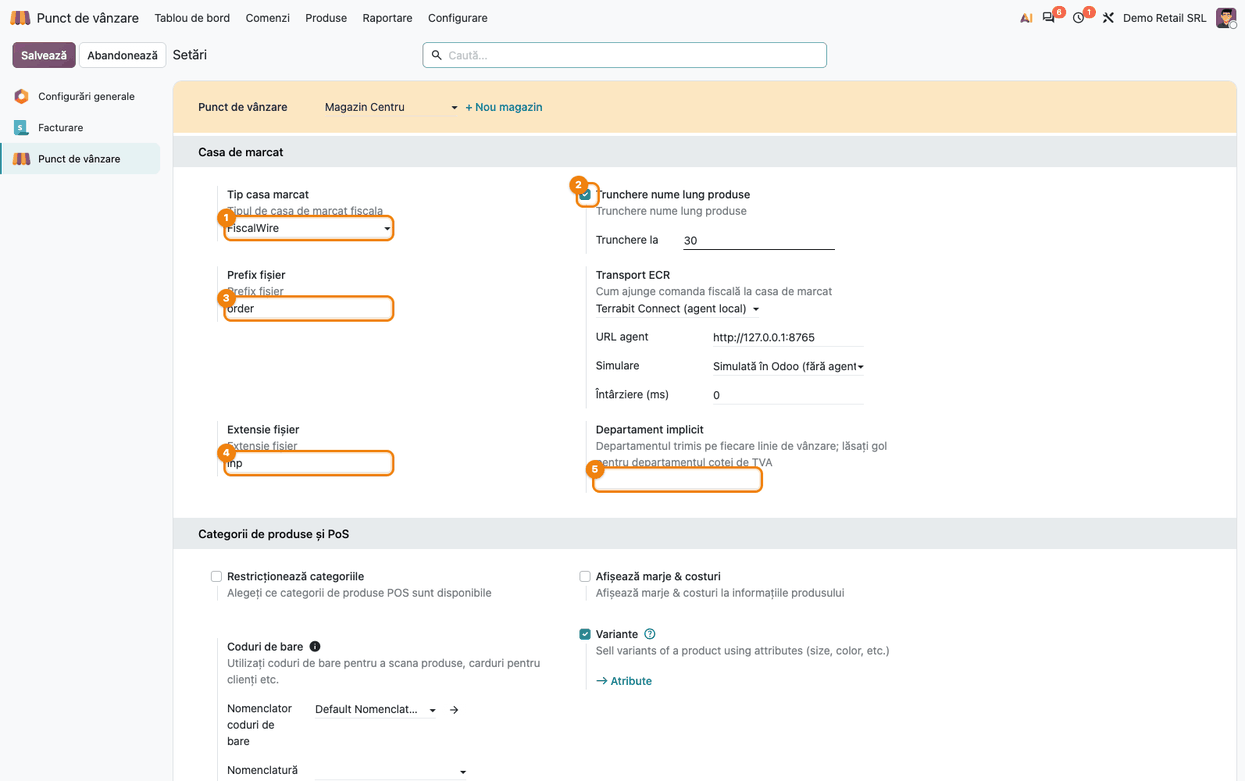 Punct de vânzare Tablou de bord Comenzi Produse Raportare Configurare 6 1 Demo Retail SRL
Salvează Abandonează Setări Caută...
Configurări generale
Facturare
Punct de vânzare
Punct de vânzare Magazin Centru + Nou magazin
Casa de marcat
Tip casa marcat
Tipul de casa de marcat fiscala
1
FiscalWire
2
Trunchere nume lung produse
Trunchere nume lung produse
Trunchere la 30
Prefix fișier
Prefix fișier
3
order
Transport ECR
Cum ajunge comanda fiscală la casa de marcat
Terrabit Connect (agent local)
URL agent http://127.0.0.1:8765
Simulare Simulată în Odoo (fără agent
Întârziere (ms) 0
Extensie fișier
Extensie fișier
4
inp
Departament implicit
Departamentul trimis pe fiecare linie de vânzare; lăsați gol
pentru departamentul cotei de TVA
5
Categorii de produse și PoS
Restricționează categoriile
Alegeți ce categorii de produse POS sunt disponibile
Afișează marje & costuri
Afișează marje & costuri la informațiile produsului
Coduri de bare
Utilizați coduri de bare pentru a scana produse, carduri pentru
clienți etc.
Nomenclator Default Nomenclat...
coduri de
bare
Nomenclatură
Variante
Sell variants of a product using attributes (size, color, etc.)
Atribute